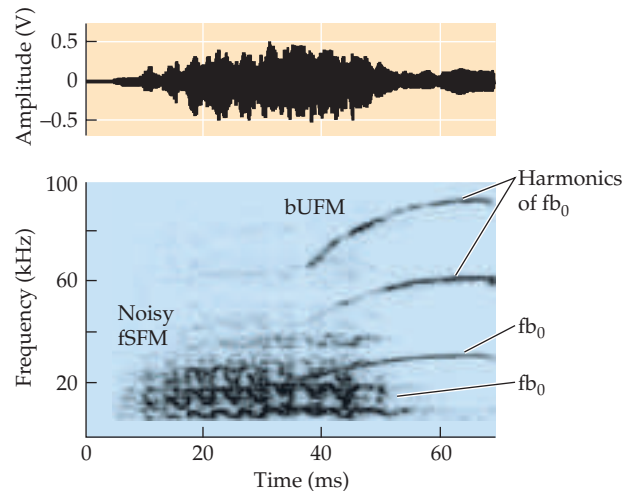 Amplitude (V)
0.5
0
–0.5
Frequency (kHz)
100
60
20
bUFM
Noisy
fSFM
Harmonics
of fb₀
fb₀
fb₀
0
20
40
60
Time (ms)